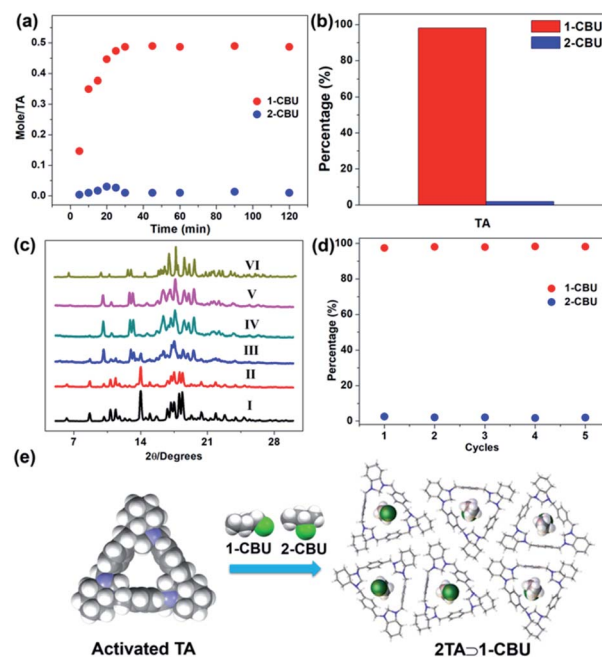 (a)
Mole/TA
0.5
0.4
0.3
0.2
0.1
0.0
1-CBU
2-CBU
0 20 40 60 80 100 120
Time (min)
(b)
Percentage (%)
100
80
60
40
20
0
1-CBU
2-CBU
TA
(c)
VI
V
IV
III
II
I
7 14 21 28
2θ/Degrees
(d)
Percentage (%)
100
80
60
40
20
0
1-CBU
2-CBU
1 2 3 4 5
Cycles
(e)
1-CBU 2-CBU
Activated TA
2TA⊃1-CBU